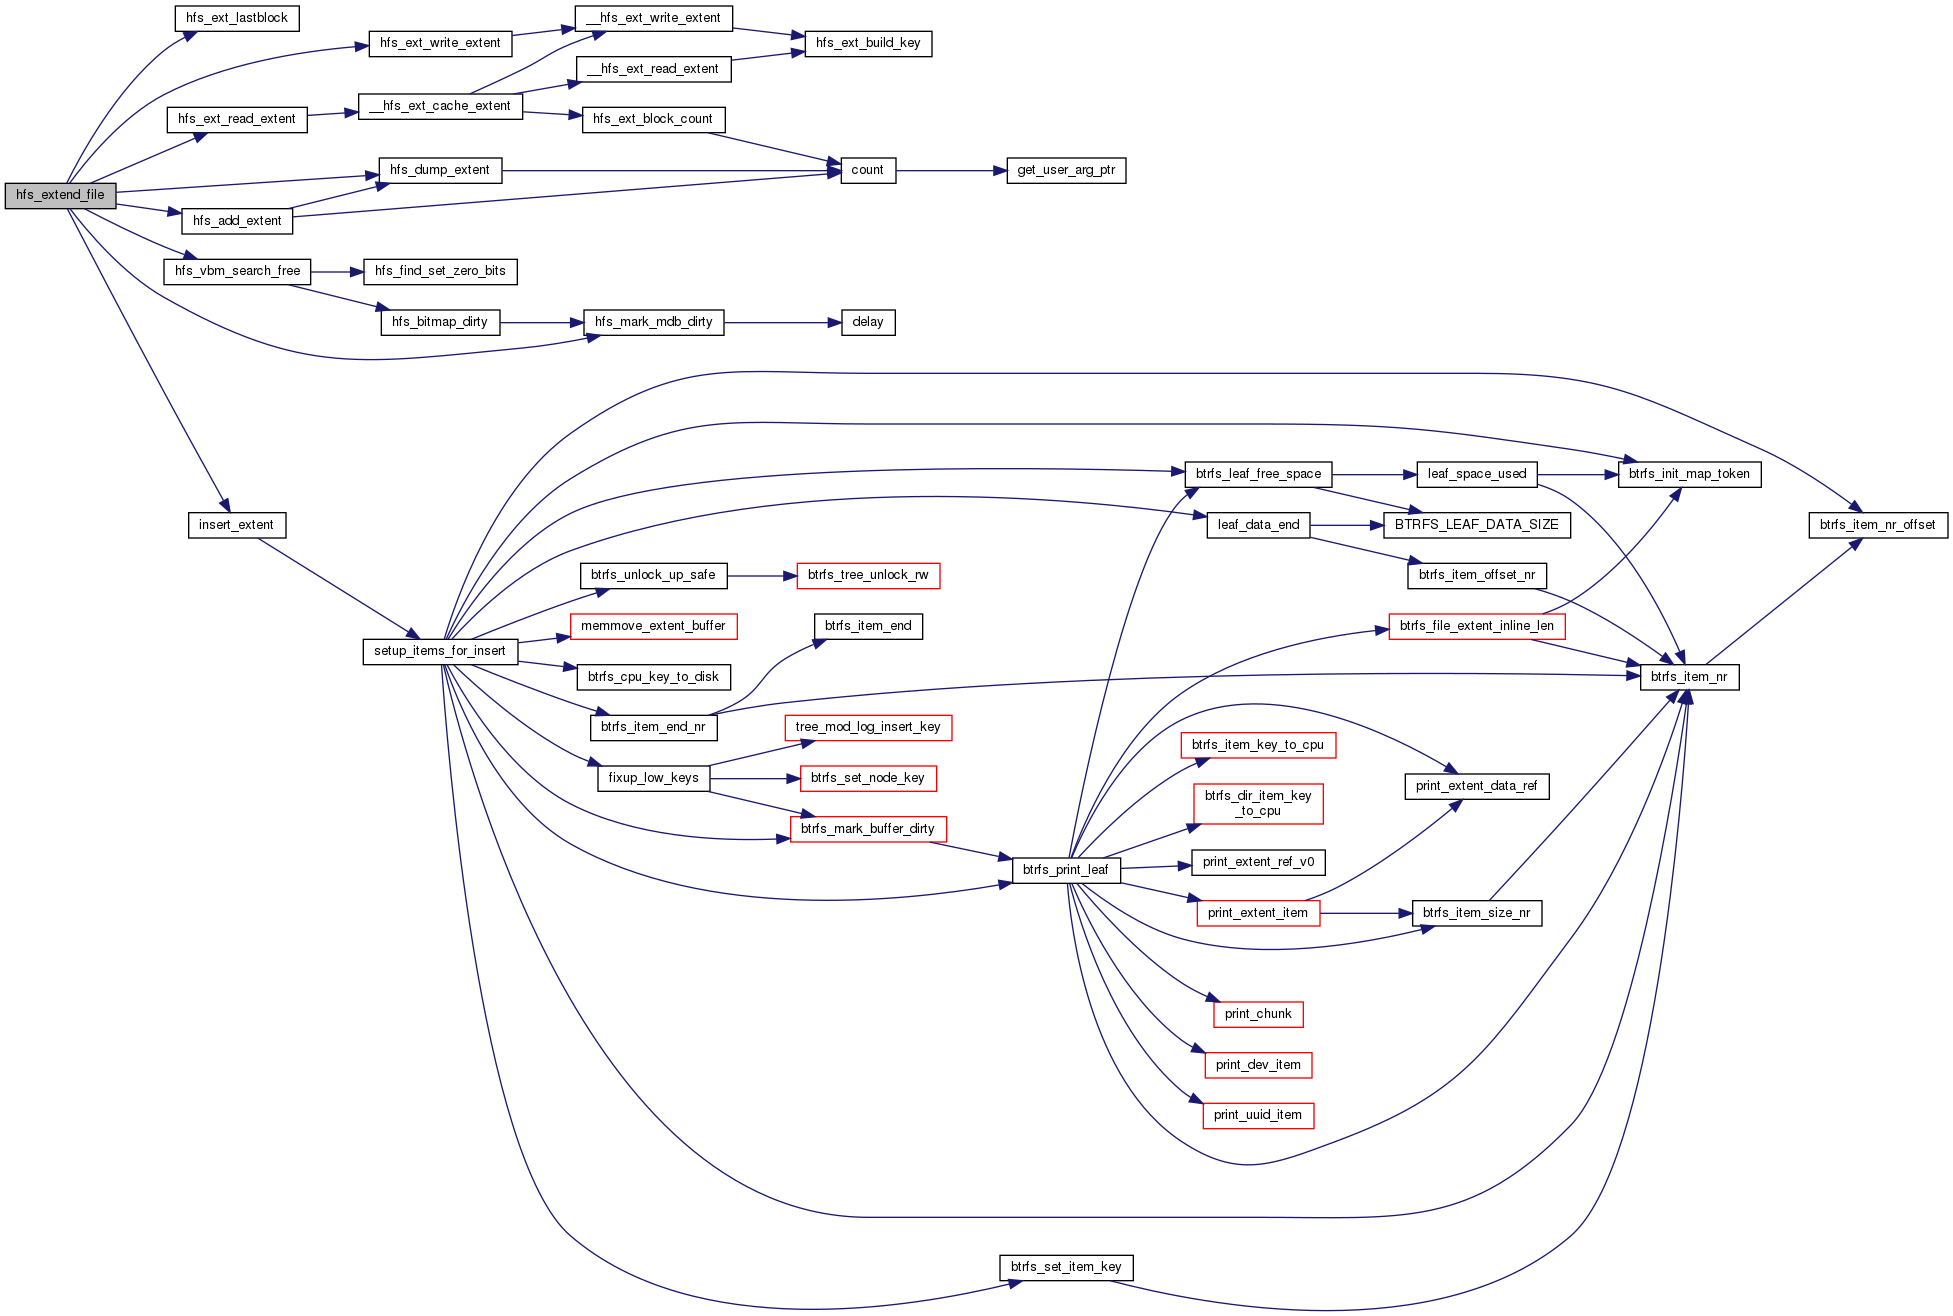 hfs_ext_lastblock
__hfs_ext_write_extent
hfs_ext_write_extent
hfs_ext_build_key
__hfs_ext_read_extent
__hfs_ext_cache_extent
hfs_ext_read_extent
hfs_ext_block_count
hfs_dump_extent
count
get_user_arg_ptr
hfs_extend_file
hfs_add_extent
hfs_vbm_search_free
hfs_find_set_zero_bits
hfs_bitmap_dirty
hfs_mark_mdb_dirty
delay
btrfs_leaf_free_space
leaf_space_used
btrfs_init_map_token
insert_extent
leaf_data_end
BTRFS_LEAF_DATA_SIZE
btrfs_item_nr_offset
btrfs_unlock_up_safe
btrfs_tree_unlock_rw
btrfs_item_offset_nr
memmove_extent_buffer
btrfs_item_end
btrfs_file_extent_inline_len
setup_items_for_insert
btrfs_cpu_key_to_disk
btrfs_item_nr
btrfs_item_end_nr
tree_mod_log_insert_key
btrfs_item_key_to_cpu
fixup_low_keys
btrfs_set_node_key
print_extent_data_ref
btrfs_dir_item_key
_to_cpu
btrfs_mark_buffer_dirty
btrfs_print_leaf
print_extent_ref_v0
print_extent_item
btrfs_item_size_nr
print_chunk
print_dev_item
print_uuid_item
btrfs_set_item_key